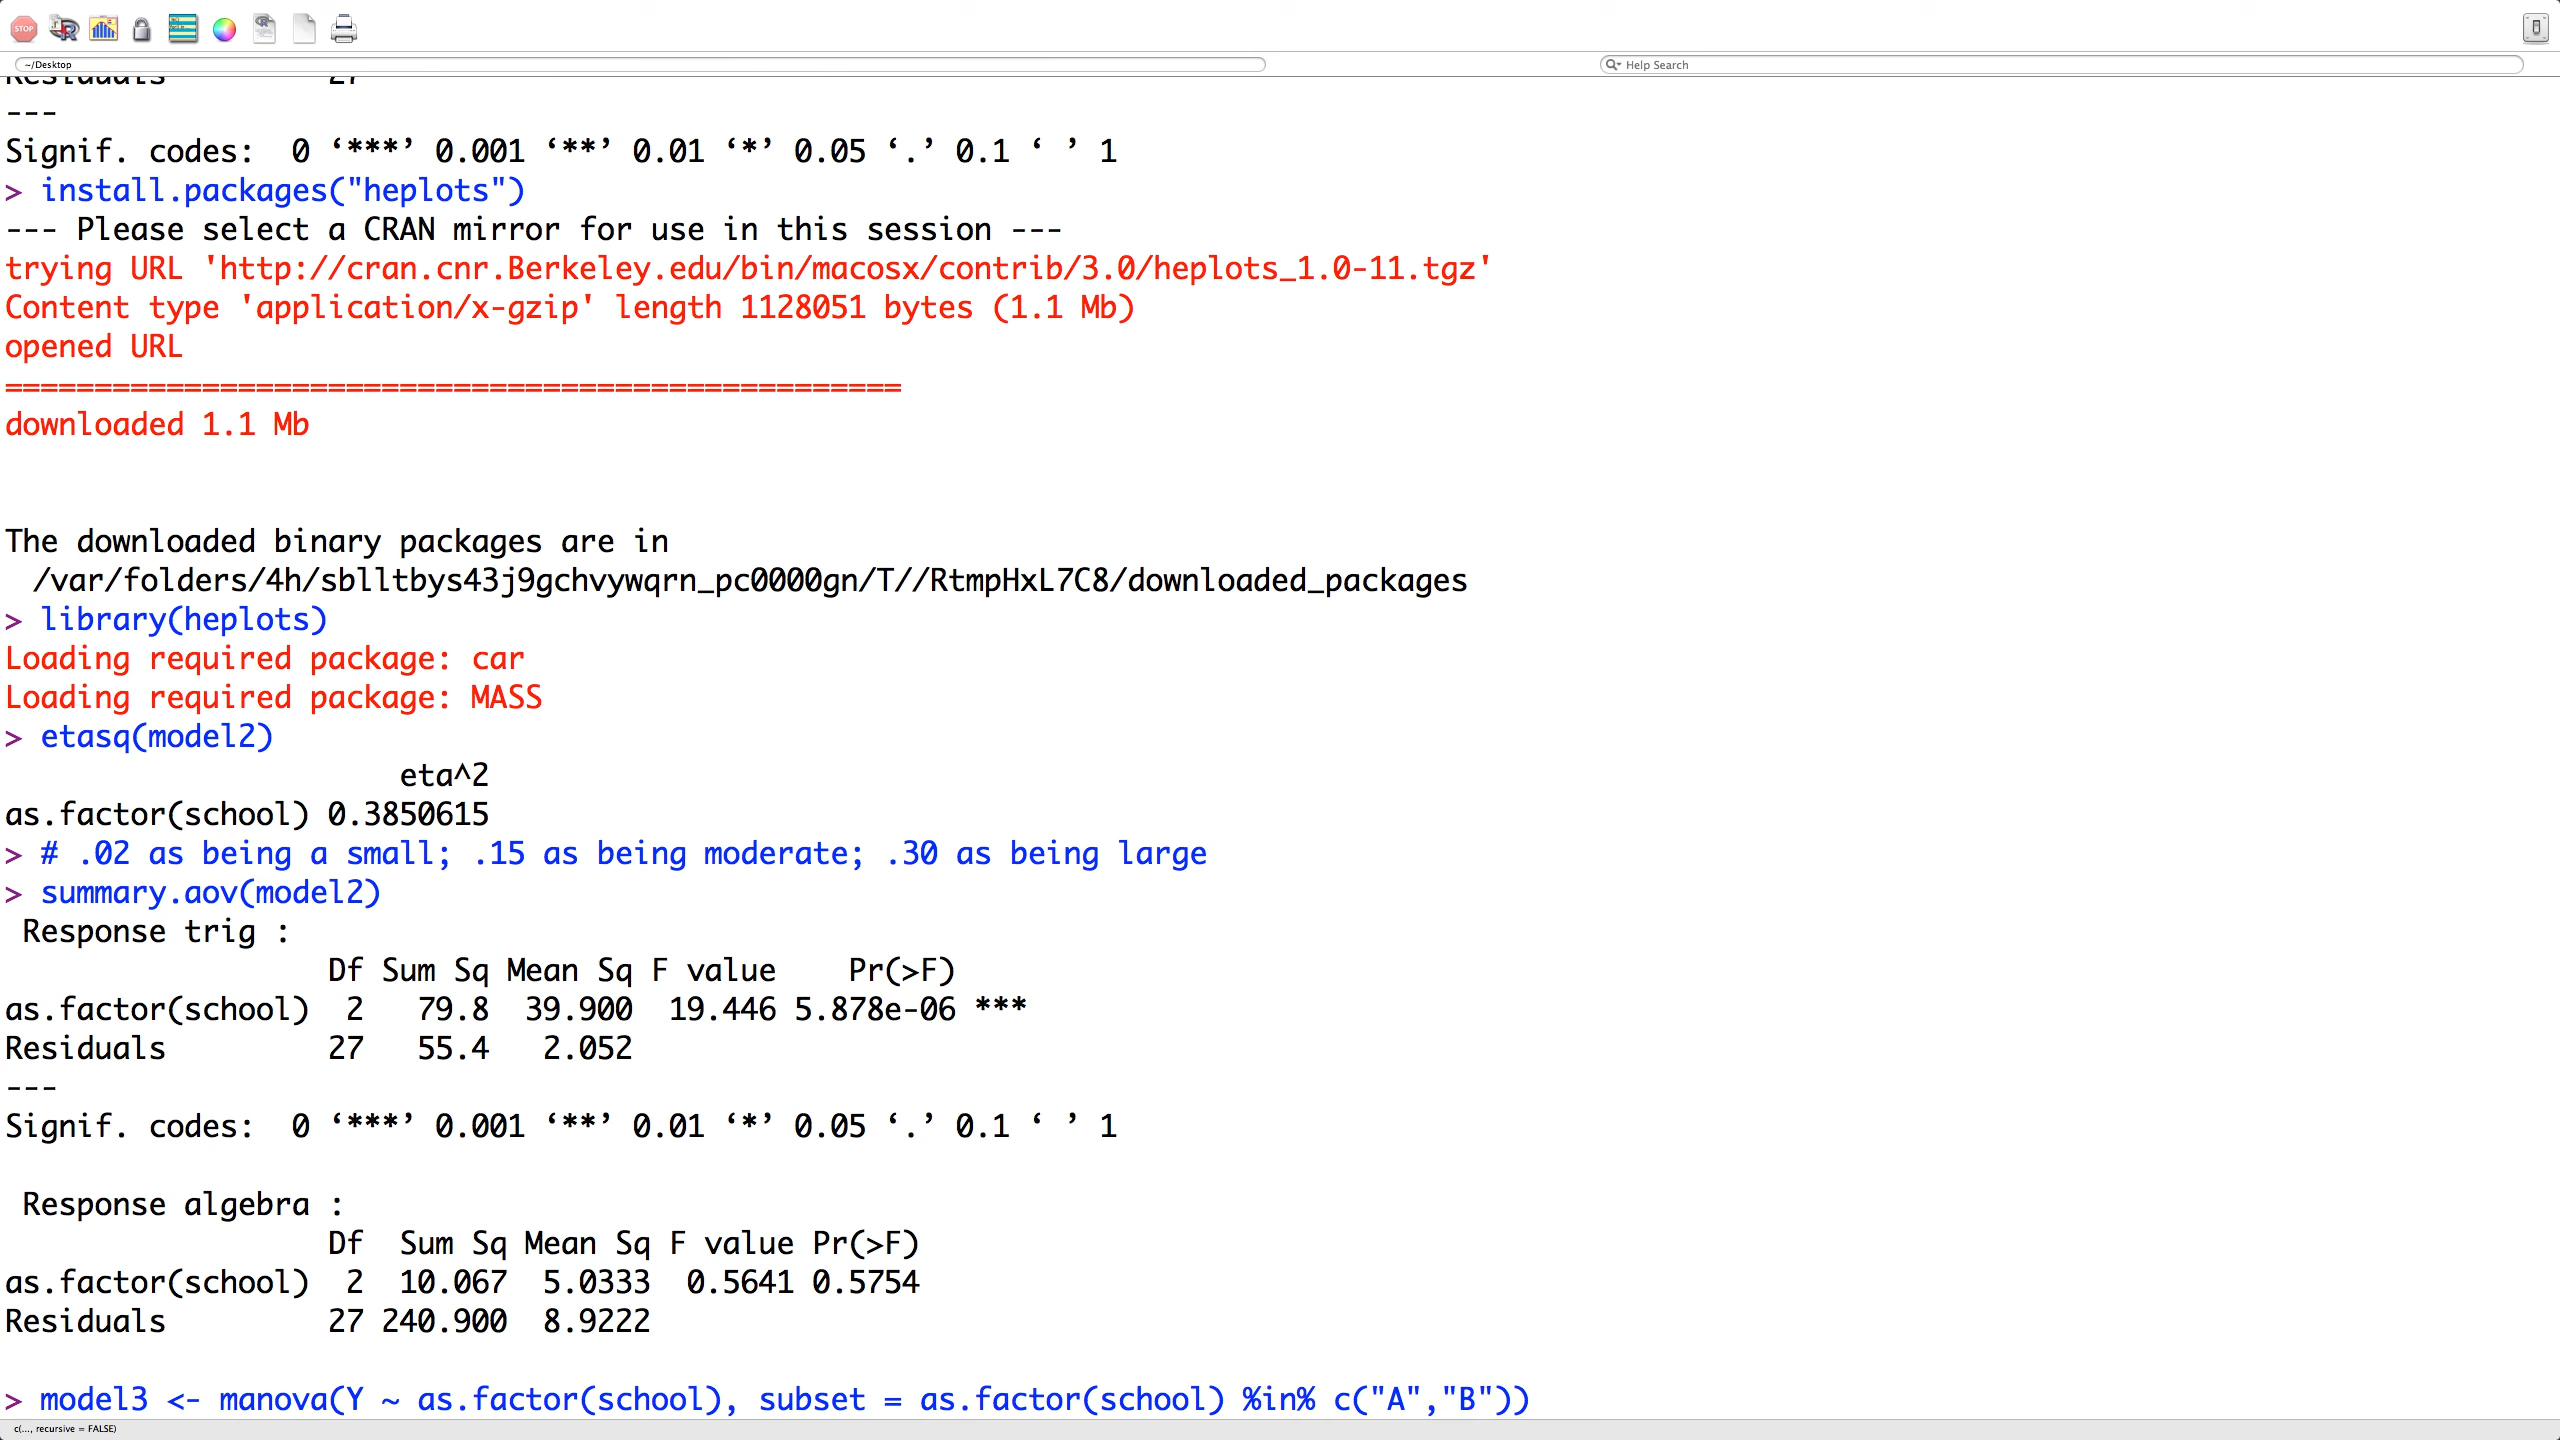 STOP
~/Desktop
Help Search
Residuals 27
---
Signif. codes:  0 ‘***’ 0.001 ‘**’ 0.01 ‘*’ 0.05 ‘.’ 0.1 ‘ ’ 1
> install.packages("heplots")
--- Please select a CRAN mirror for use in this session ---
trying URL 'http://cran.cnr.Berkeley.edu/bin/macosx/contrib/3.0/heplots_1.0-11.tgz'
Content type 'application/x-gzip' length 1128051 bytes (1.1 Mb)
opened URL
==================================================
downloaded 1.1 Mb
The downloaded binary packages are in
/var/folders/4h/sblltbys43j9gchvywqrn_pc0000gn/T//RtmpHxL7C8/downloaded_packages
> library(heplots)
Loading required package: car
Loading required package: MASS
> etasq(model2)
eta^2
as.factor(school) 0.3850615
> # .02 as being a small; .15 as being moderate; .30 as being large
> summary.aov(model2)
Response trig :
Df Sum Sq Mean Sq F value    Pr(>F)
as.factor(school)  2   79.8  39.900  19.446 5.878e-06 ***
Residuals         27   55.4   2.052
---
Signif. codes:  0 ‘***’ 0.001 ‘**’ 0.01 ‘*’ 0.05 ‘.’ 0.1 ‘ ’ 1
Response algebra :
Df  Sum Sq Mean Sq F value Pr(>F)
as.factor(school)  2  10.067  5.0333  0.5641 0.5754
Residuals         27 240.900  8.9222
> model3 <- manova(Y ~ as.factor(school), subset = as.factor(school) %in% c("A","B"))
c(..., recursive = FALSE)